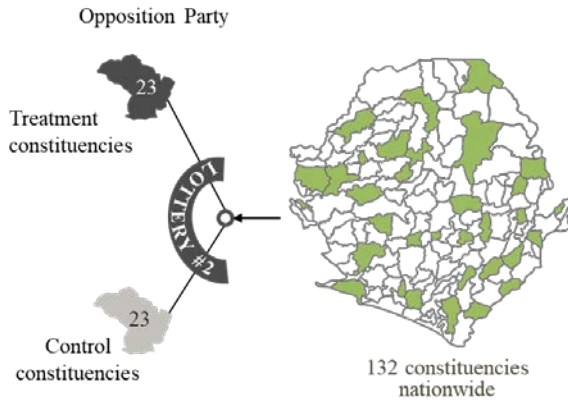 Opposition Party
23
Treatment
constituencies
LOTTERY #2
23
Control
constituencies
132 constituencies
nationwide